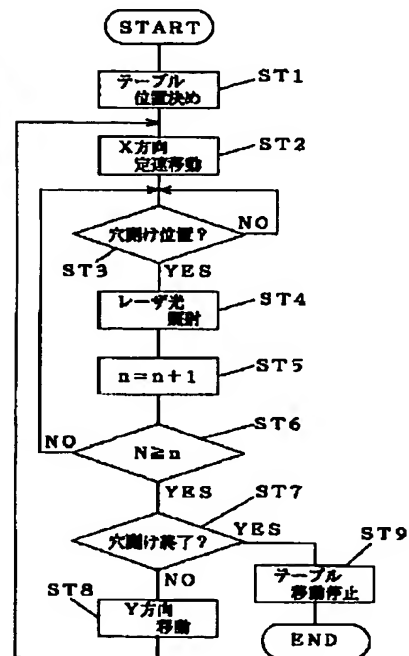 START
テーブル
位置決め
ST1
X方向
定速移動
ST2
穴開け位置?
NO
ST3
YES
レーザ光
照射
ST4
n=n+1
ST5
ST6
NO
N≧n
YES
ST7
穴開け終了?
YES
ST9
NO
ST8
Y方向
移動
テーブル
移動停止
END